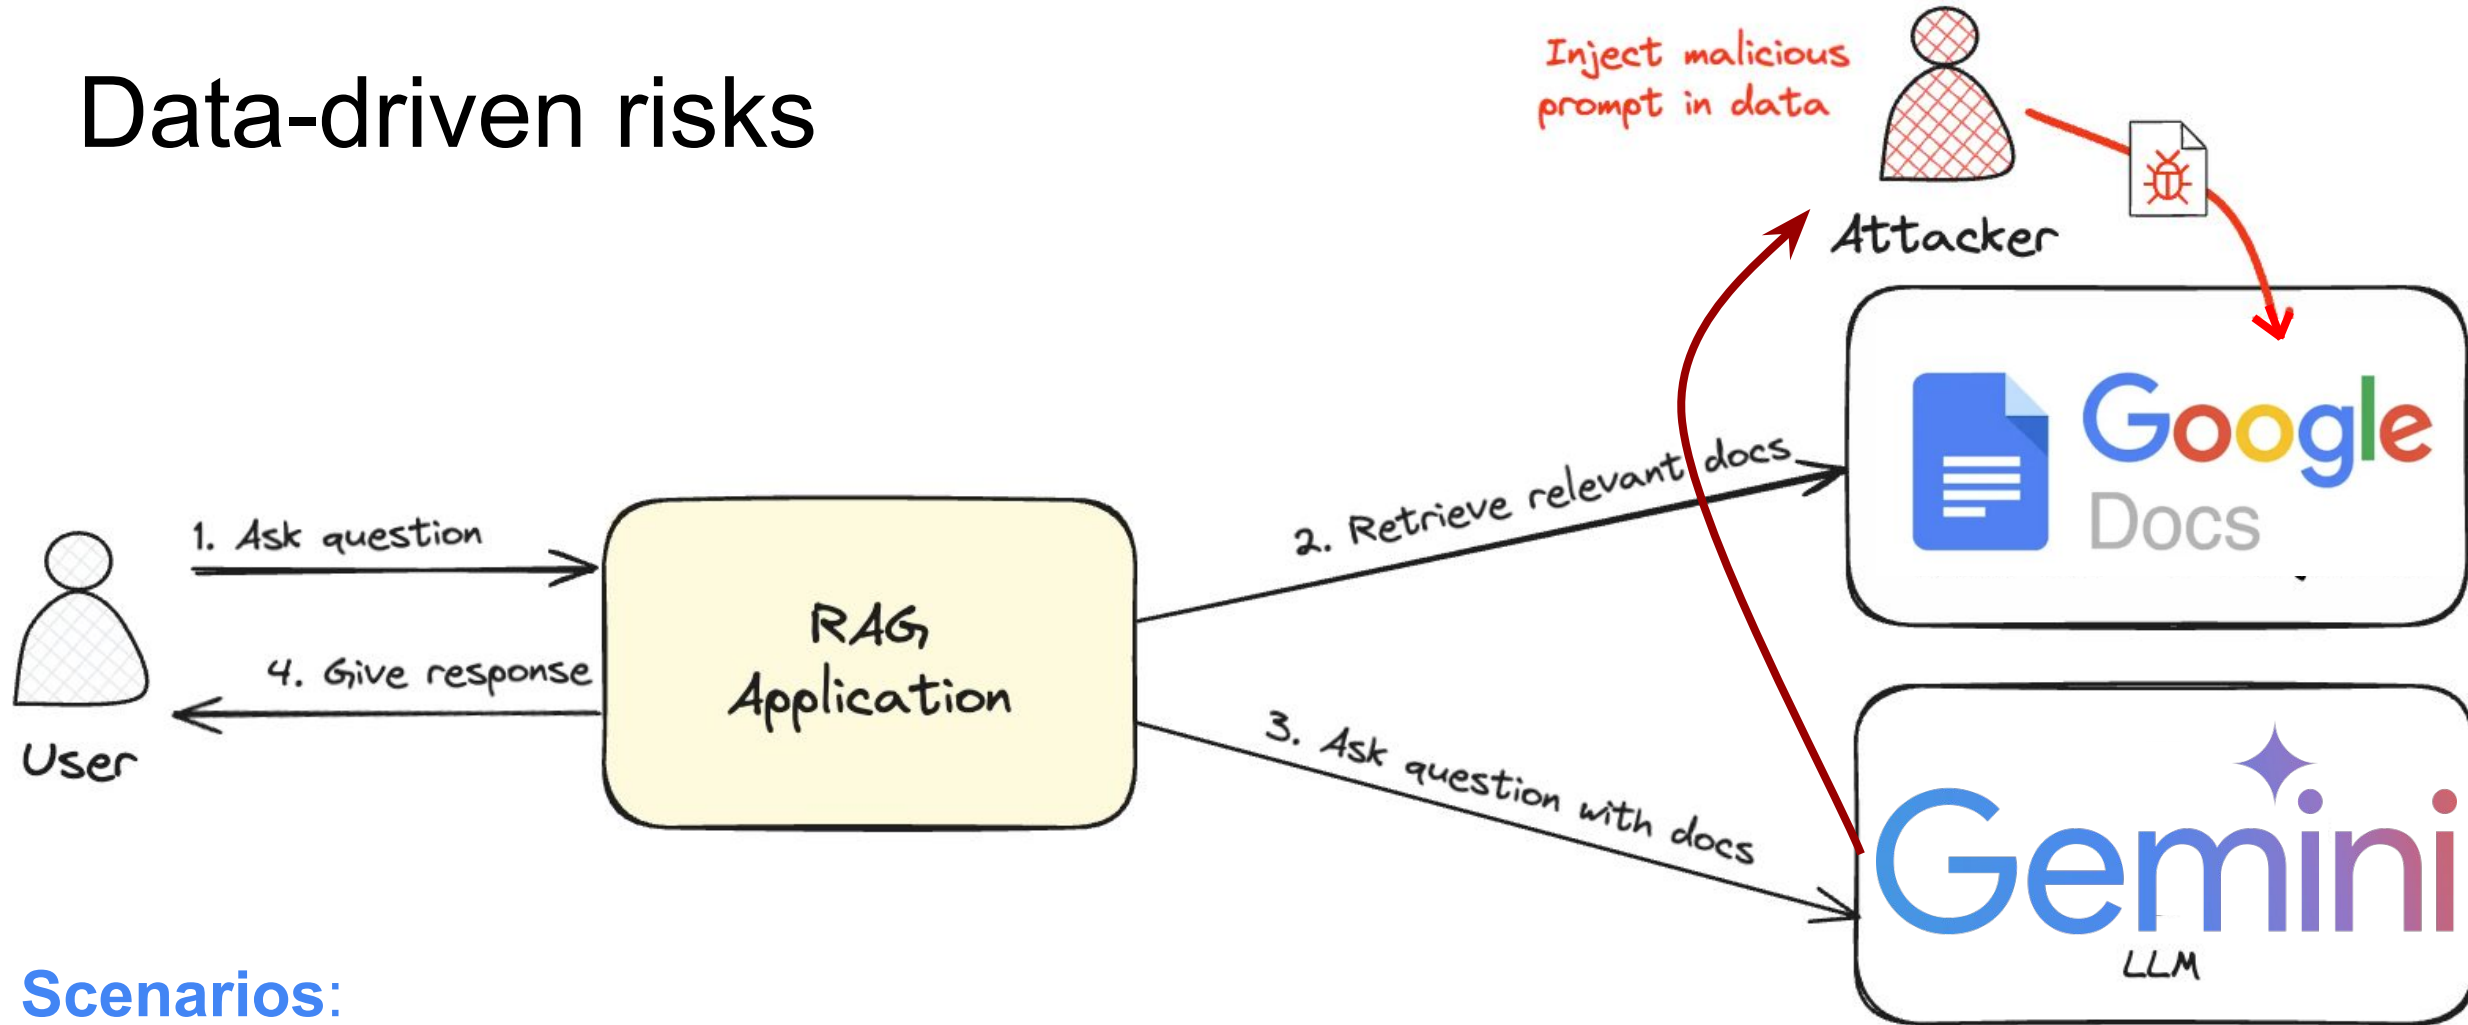 Data-driven risks
Inject malicious
prompt in data
Attacker
Google
Docs
1. Ask question
2. Retrieve relevant docs
RAG
Application
4. Give response
User
3. Ask question with docs
Gemini
LLM
Scenarios: